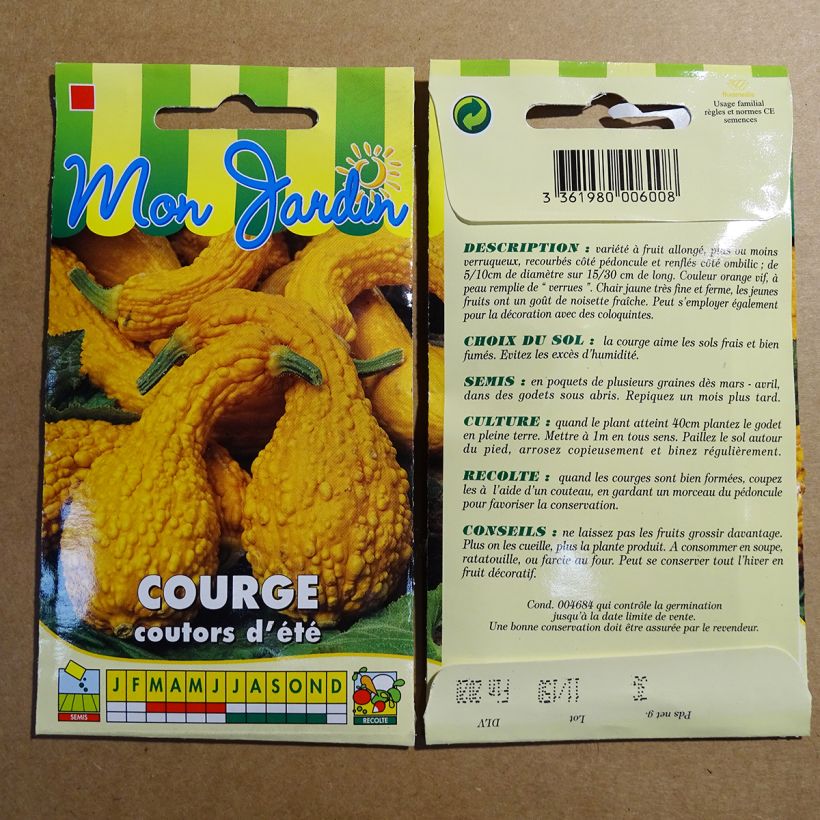 Mon Jardin
COURGE
coutors d'été
J F M A M J J A S O N D
SEMIS
RECOLTE
Usage familial
règles et normes CE
semences
3 361980 006008
DESCRIPTION : variété à fruit allongé, plus ou moins
verruqueux, recourbés côté pédoncule et renflés côté ombilic ; de
5/10cm de diamètre sur 15/30 cm de long. Couleur orange vif, à
peau remplie de “ verrues ”. Chair jaune très fine et ferme, les jeunes
fruits ont un goût de noisette fraîche. Peut s'employer également
pour la décoration avec des coloquintes.
CHOIX DU SOL : la courge aime les sols frais et bien
fumés. Evitez les excès d'humidité.
SEMIS : en poquets de plusieurs graines dès mars - avril,
dans des godets sous abris. Repiquez un mois plus tard.
CULTURE : quand le plant atteint 40cm plantez le godet
en pleine terre. Mettre à 1m en tous sens. Paillez le sol autour
du pied, arrosez copieusement et binez régulièrement.
RECOLTE : quand les courges sont bien formées, coupez
les à l'aide d'un couteau, en gardant un morceau du pédoncule
pour favoriser la conservation.
CONSEILS : ne laissez pas les fruits grossir davantage.
Plus on les cueille, plus la plante produit. A consommer en soupe,
ratatouille, ou farcie au four. Peut se conserver tout l'hiver en
fruit décoratif.
Cond. 004684 qui contrôle la germination
jusqu'à la date limite de vente.
Une bonne conservation doit être assurée par le revendeur.
Pds net g. Lot DLV